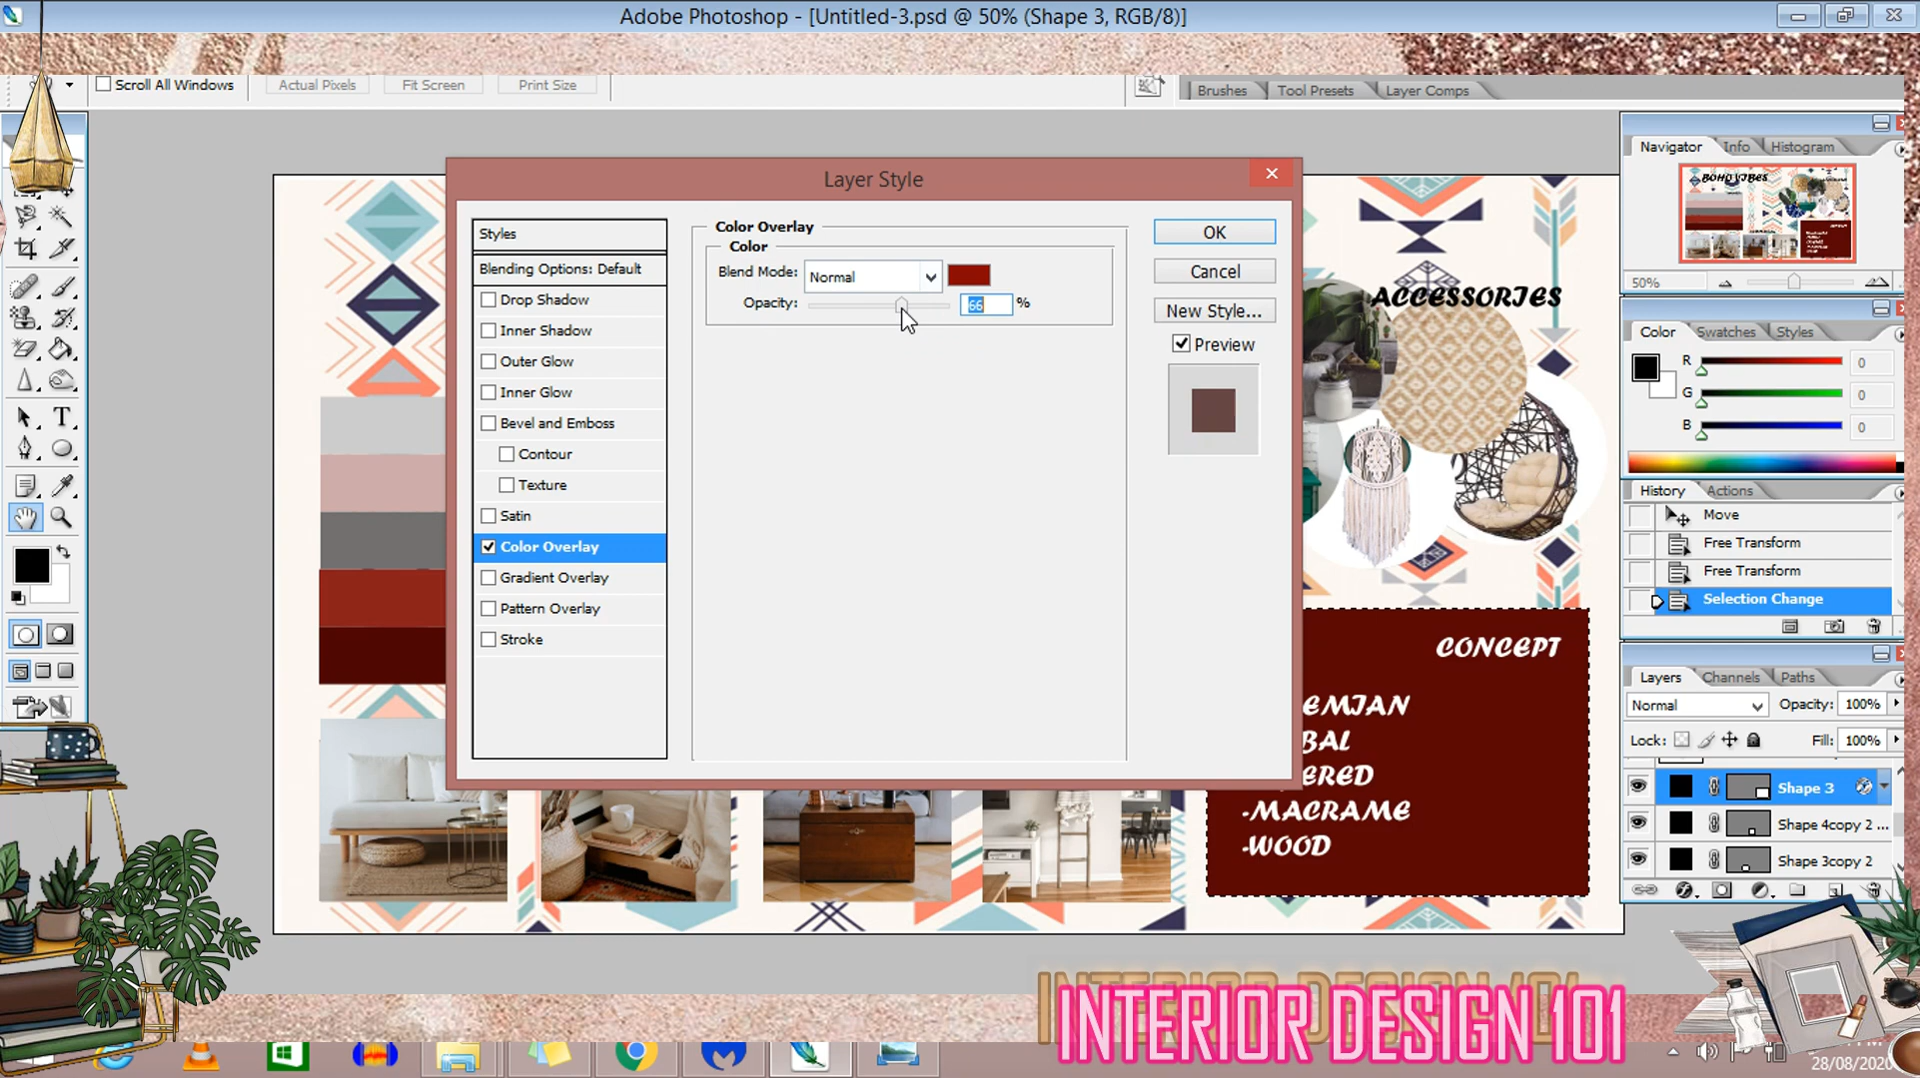 Adobe Photoshop - [Untitled-3.psd @ 50% (Shape 3, RGB/8)]
Scroll All Windows
Actual Pixels
Fit Screen
Print Size
Brushes
Tool Presets
Layer Comps
Layer Style
Styles
Blending Options: Default
Drop Shadow
Inner Shadow
Outer Glow
Inner Glow
Bevel and Emboss
Contour
Texture
Satin
Color Overlay
Gradient Overlay
Pattern Overlay
Stroke
Color Overlay
Color
Blend Mode: Normal
Opacity: 66 %
OK
Cancel
New Style...
Preview
ACCESSORIES
CONCEPT
EMIAN
BAL
ERED
-MACRAME
-WOOD
Navigator Info Histogram
BOHO VIBES
50%
Color Swatches Styles
R 0
G 0
B 0
History Actions
Move
Free Transform
Free Transform
Selection Change
Layers Channels Paths
Normal Opacity: 100%
Lock: Fill: 100%
Shape 3
Shape 4copy 2 ...
Shape 3copy 2
INTERIOR DESIGN 101
28/08/2020